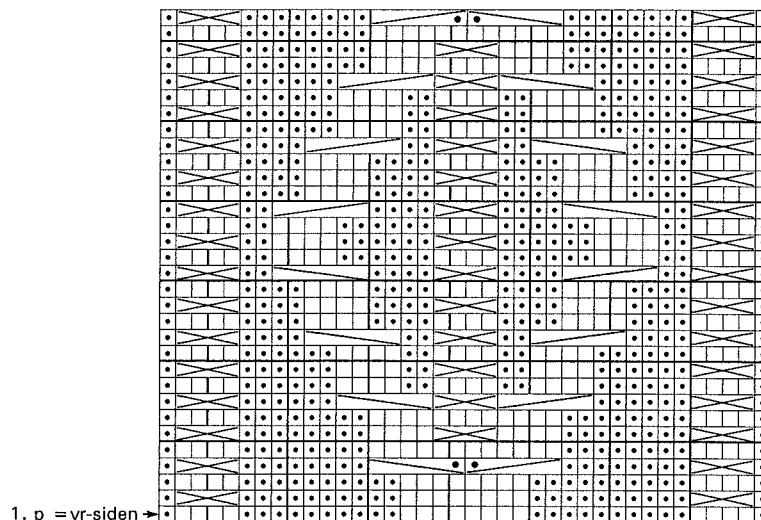 1. p = vr-siden